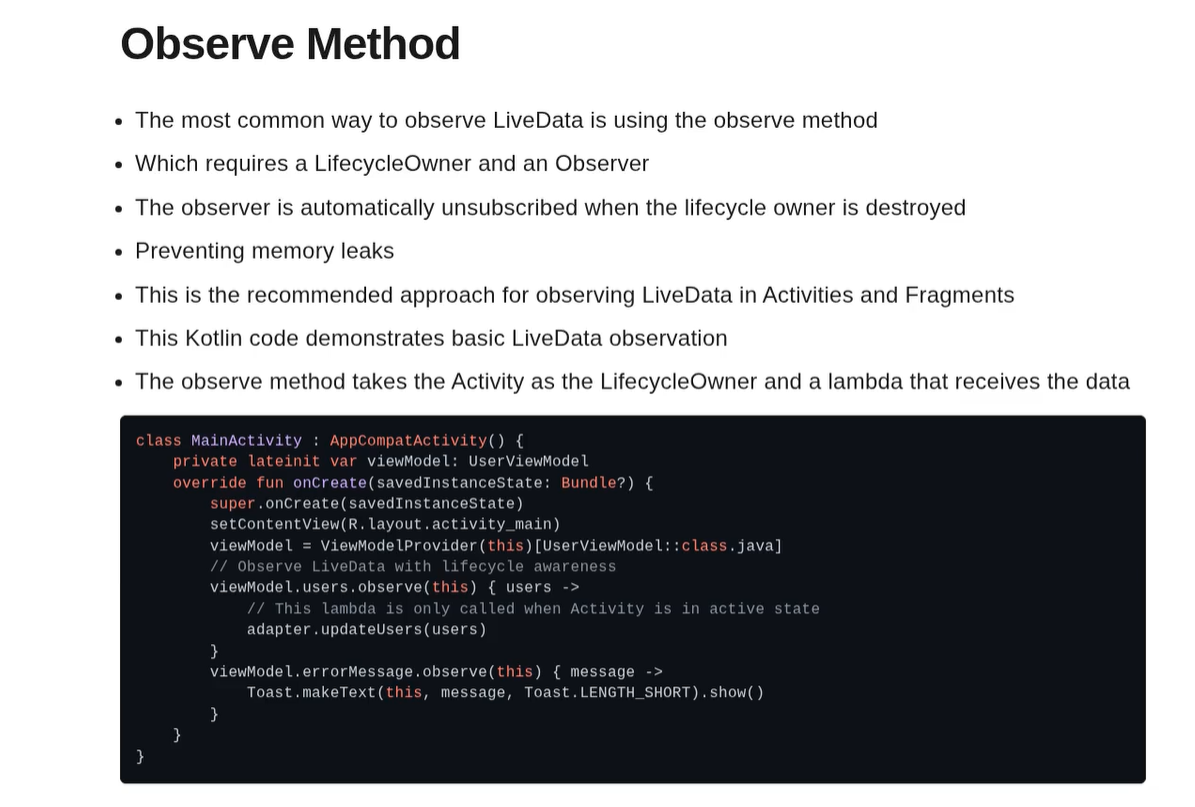 Observe Method
• The most common way to observe LiveData is using the observe method
• Which requires a LifecycleOwner and an Observer
• The observer is automatically unsubscribed when the lifecycle owner is destroyed
• Preventing memory leaks
• This is the recommended approach for observing LiveData in Activities and Fragments
• This Kotlin code demonstrates basic LiveData observation
• The observe method takes the Activity as the LifecycleOwner and a lambda that receives the data
class MainActivity : AppCompatActivity() {
    private lateinit var viewModel: UserViewModel
    override fun onCreate(savedInstanceState: Bundle?) {
        super.onCreate(savedInstanceState)
        setContentView(R.layout.activity_main)
        viewModel = ViewModelProvider(this)[UserViewModel::class.java]
        // Observe LiveData with lifecycle awareness
        viewModel.users.observe(this) { users ->
            // This lambda is only called when Activity is in active state
            adapter.updateUsers(users)
        }
        viewModel.errorMessage.observe(this) { message ->
            Toast.makeText(this, message, Toast.LENGTH_SHORT).show()
        }
    }
}